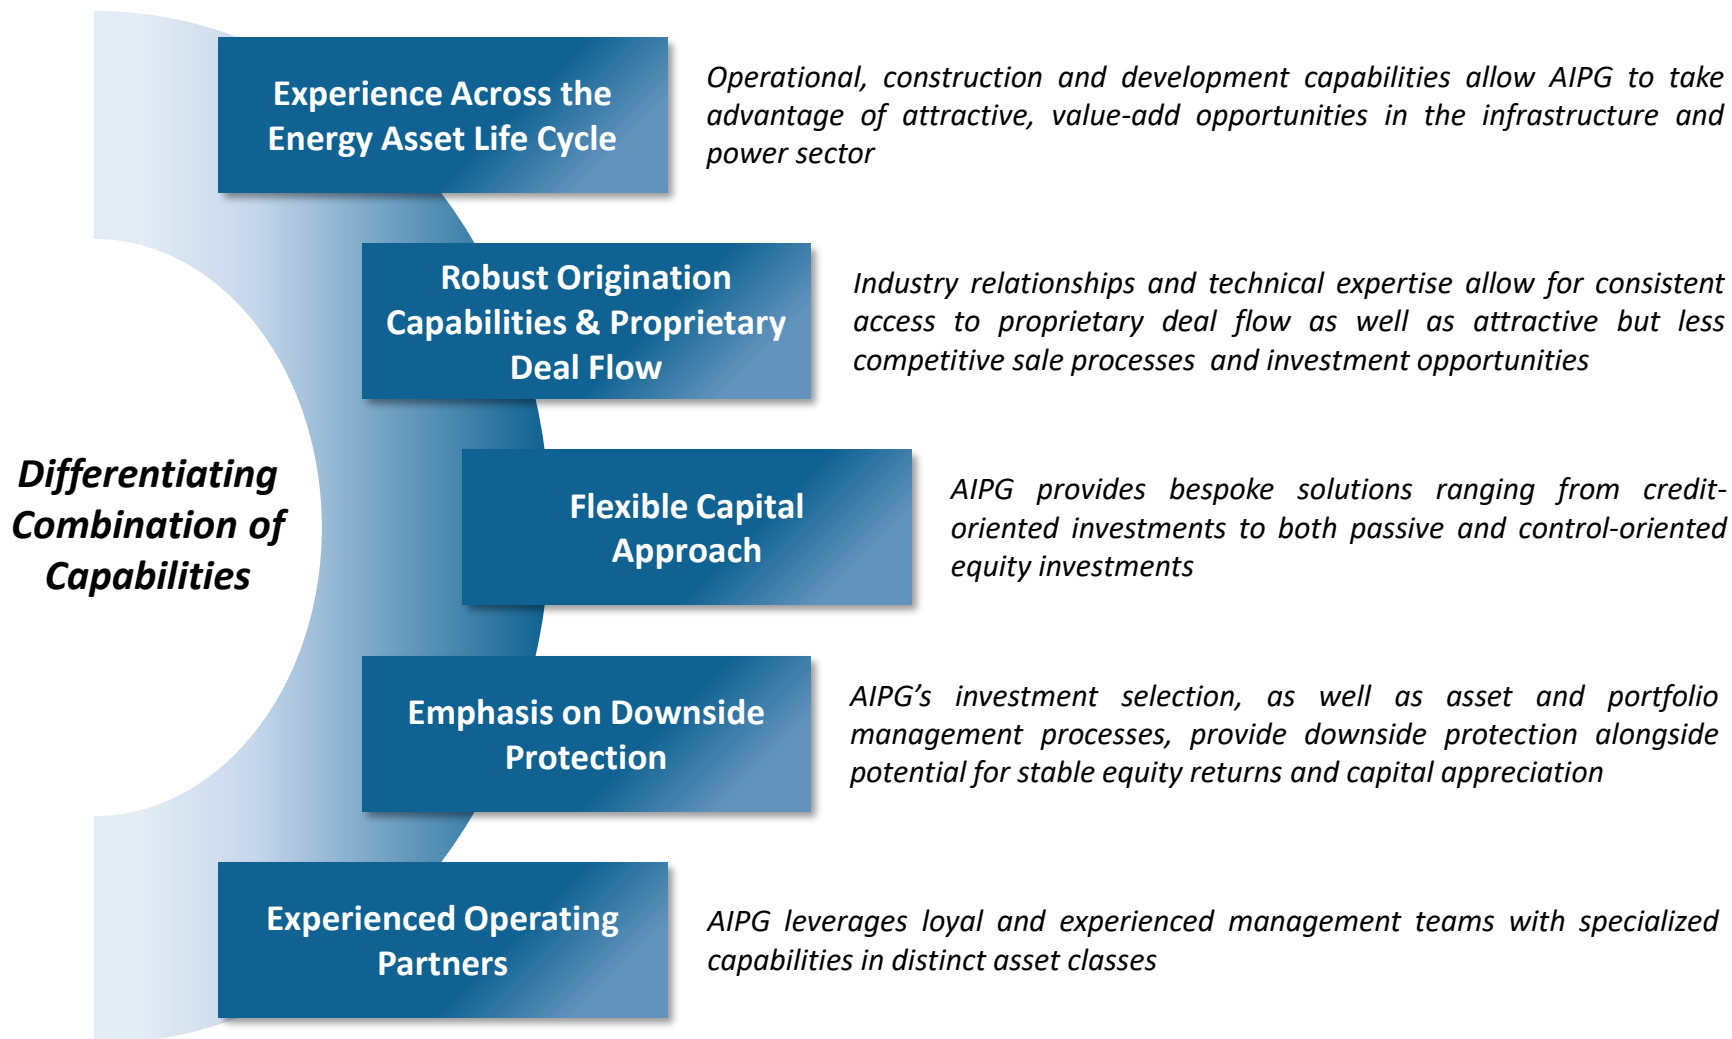 Experience Across the
Energy Asset Life Cycle
Operational, construction and development capabilities allow AIPG to take
advantage of attractive, value-add opportunities in the infrastructure and
power sector
Robust Origination
Capabilities & Proprietary
Deal Flow
Industry relationships and technical expertise allow for consistent
access to proprietary deal flow as well as attractive but less
competitive sale processes  and investment opportunities
Differentiating
Combination of
Capabilities
Flexible Capital
Approach
AIPG provides bespoke solutions ranging from credit-
oriented investments to both passive and control-oriented
equity investments
Emphasis on Downside
Protection
AIPG’s investment selection, as well as asset and portfolio
management processes, provide downside protection alongside
potential for stable equity returns and capital appreciation
Experienced Operating
Partners
AIPG leverages loyal and experienced management teams with specialized
capabilities in distinct asset classes